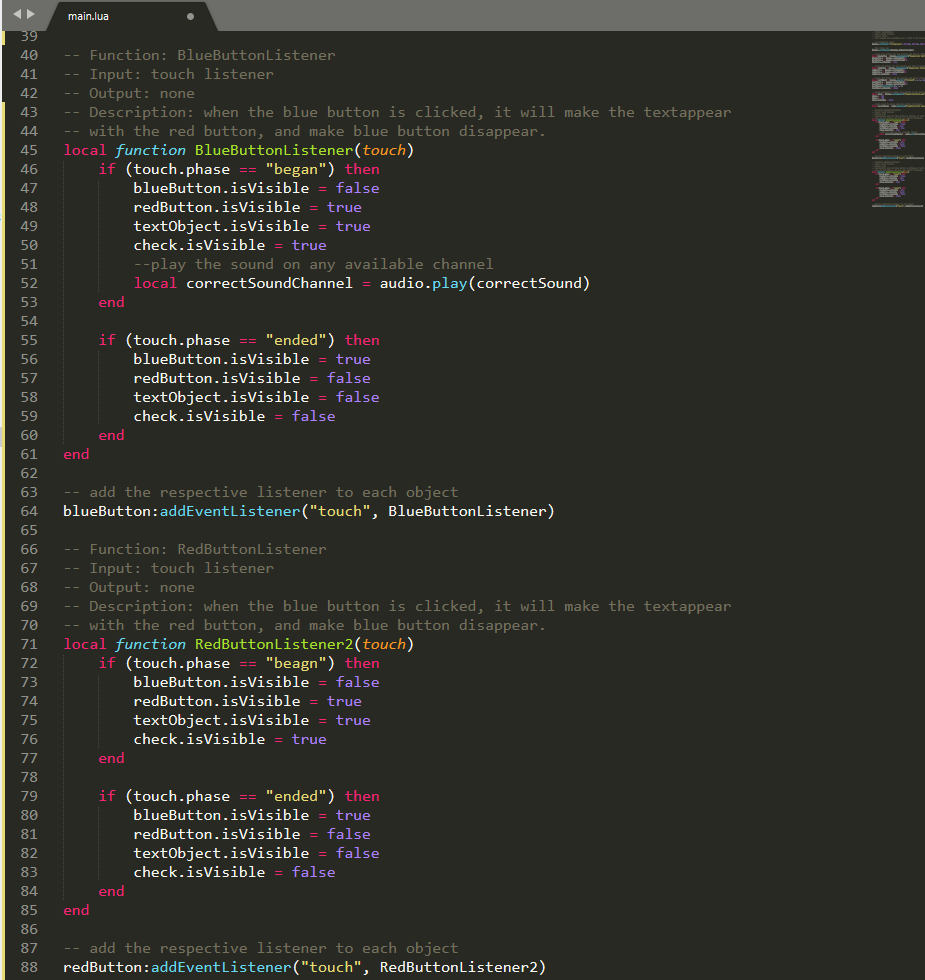 main.lua
39
40 -- Function: BlueButtonListener
41 -- Input: touch listener
42 -- Output: none
43 -- Description: when the blue button is clicked, it will make the textappear
44 -- with the red button, and make blue button disappear.
45 local function BlueButtonListener(touch)
46     if (touch.phase == "began") then
47         blueButton.isVisible = false
48         redButton.isVisible = true
49         textObject.isVisible = true
50         check.isVisible = true
51         --play the sound on any available channel
52         local correctSoundChannel = audio.play(correctSound)
53     end
54
55     if (touch.phase == "ended") then
56         blueButton.isVisible = true
57         redButton.isVisible = false
58         textObject.isVisible = false
59         check.isVisible = false
60     end
61 end
62
63 -- add the respective listener to each object
64 blueButton:addEventListener("touch", BlueButtonListener)
65
66 -- Function: RedButtonListener
67 -- Input: touch listener
68 -- Output: none
69 -- Description: when the blue button is clicked, it will make the textappear
70 -- with the red button, and make blue button disappear.
71 local function RedButtonListener2(touch)
72     if (touch.phase == "beagn") then
73         blueButton.isVisible = false
74         redButton.isVisible = true
75         textObject.isVisible = true
76         check.isVisible = true
77     end
78
79     if (touch.phase == "ended") then
80         blueButton.isVisible = true
81         redButton.isVisible = false
82         textObject.isVisible = false
83         check.isVisible = false
84     end
85 end
86
87 -- add the respective listener to each object
88 redButton:addEventListener("touch", RedButtonListener2)